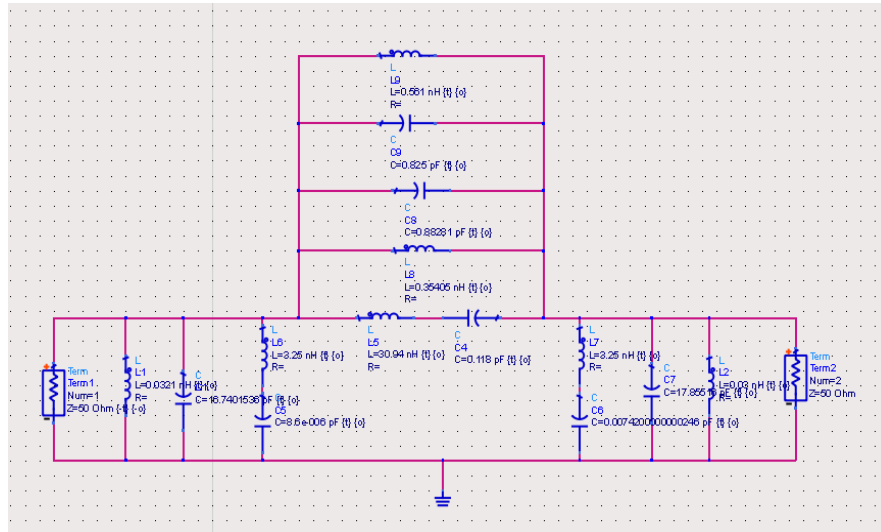 L
L9
L=0.561 nH {t} {o}
R=
C
C9
C=0.825 pF {t} {o}
C
C8
C=0.88281 pF {t} {o}
L
L8
L=0.35405 nH {t} {o}
R=
Term
Term1
Num=1
Z=50 Ohm {-t} {-o}
L
L1
L=0.0321 nH {t} {o}
R=
C
C=16.7401536 pF {t} {o}
L
L6
L=3.25 nH {t} {o}
R=
C
C5
C=8.6e-006 pF {t} {o}
L
L5
L=30.94 nH {t} {o}
R=
C
C4
C=0.118 pF {t} {o}
L
L7
L=3.25 nH {t} {o}
R=
C
C6
C=0.0074200000000246 pF {t} {o}
C
C7
pF {t} {o}
L
L2
L=0.03 nH {t} {o}
Term
Term2
Num=2
Z=50 Ohm